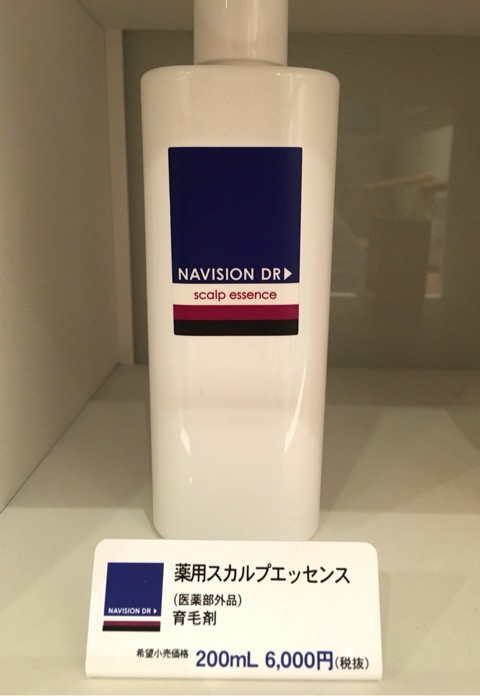 NAVISION DR▶
scalp essence
NAVISION DR▶
薬用スカルプエッセンス
(医薬部外品)
育毛剤
希望小売価格 200mL 6,000円(税抜)